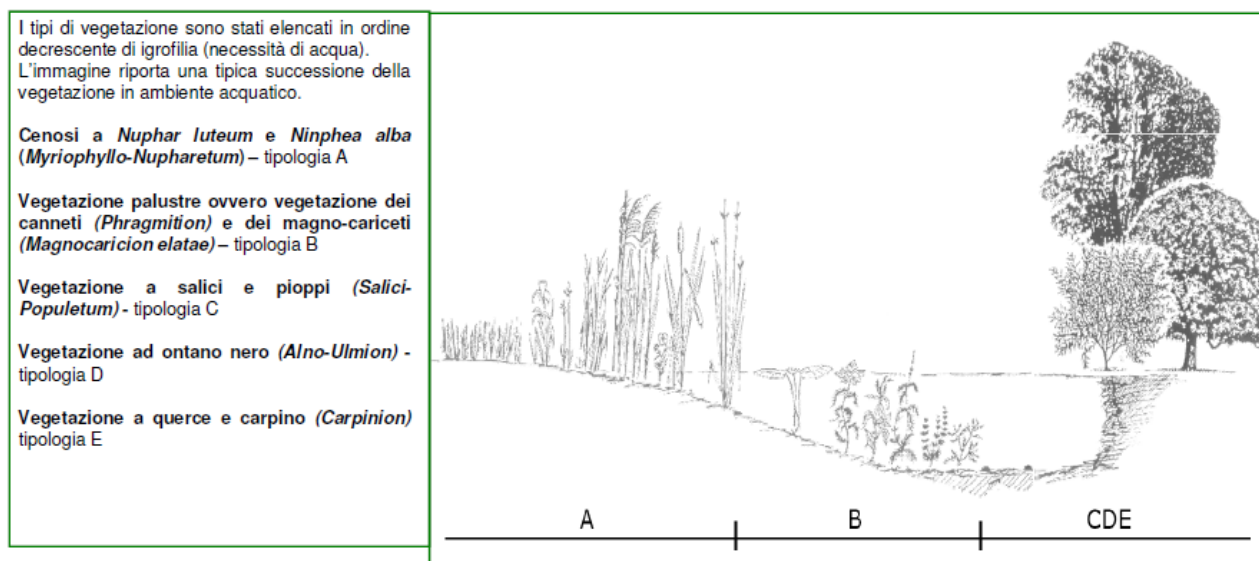 I tipi di vegetazione sono stati elencati in ordine
decrescente di igrofilia (necessità di acqua).
L'immagine riporta una tipica successione della
vegetazione in ambiente acquatico.
Cenosi a Nuphar luteum e Ninphea alba
(Myriophyllo-Nupharetum) – tipologia A
Vegetazione palustre ovvero vegetazione dei
canneti (Phragmition) e dei magno-cariceti
(Magnocaricion elatae) – tipologia B
Vegetazione a salici e pioppi (Salici-
Populetum) - tipologia C
Vegetazione ad ontano nero (Alno-Ulmion) -
tipologia D
Vegetazione a querce e carpino (Carpinion)
tipologia E
A B CDE